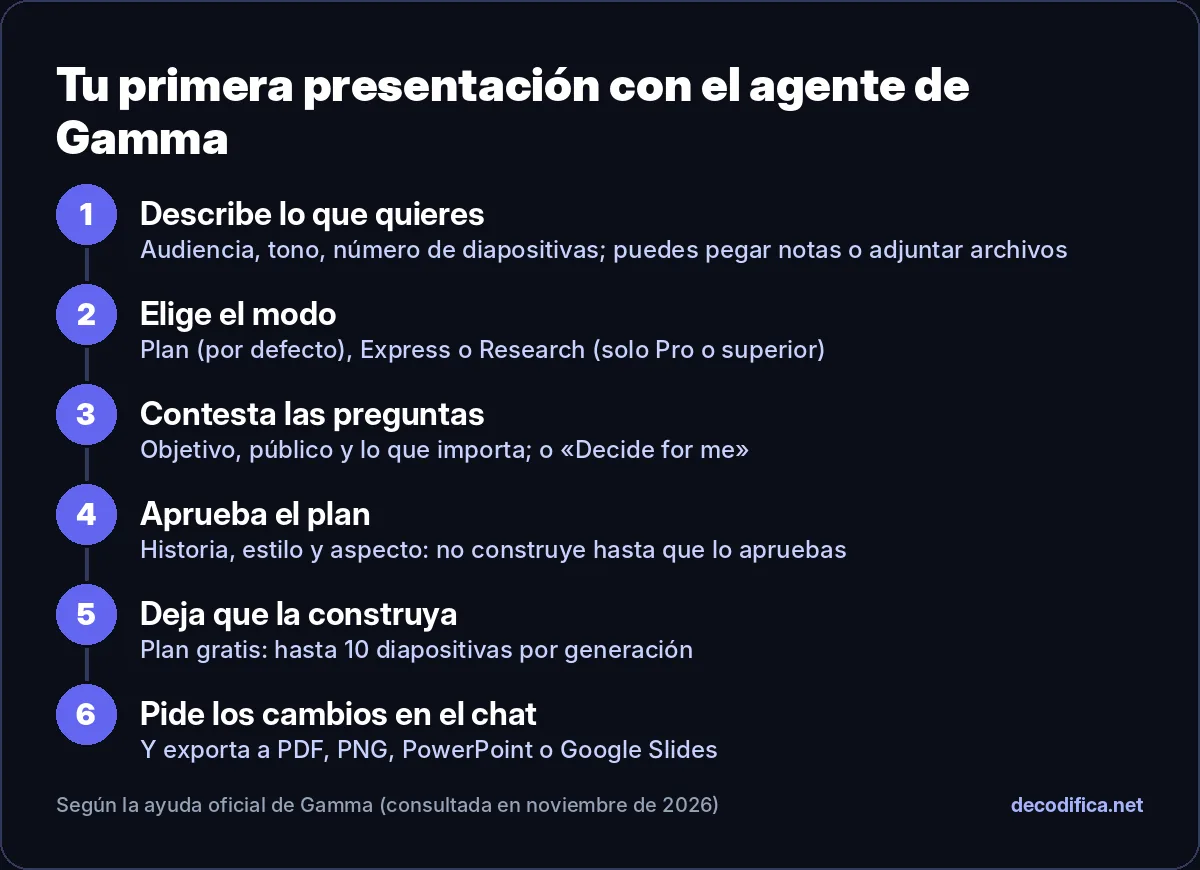 Tu primera presentación con el agente de
Gamma
1
Describe lo que quieres
Audiencia, tono, número de diapositivas; puedes pegar notas o adjuntar archivos
2
Elige el modo
Plan (por defecto), Express o Research (solo Pro o superior)
3
Contesta las preguntas
Objetivo, público y lo que importa; o «Decide for me»
4
Aprueba el plan
Historia, estilo y aspecto: no construye hasta que lo apruebas
5
Deja que la construya
Plan gratis: hasta 10 diapositivas por generación
6
Pide los cambios en el chat
Y exporta a PDF, PNG, PowerPoint o Google Slides
Según la ayuda oficial de Gamma (consultada en noviembre de 2026)
decodifica.net